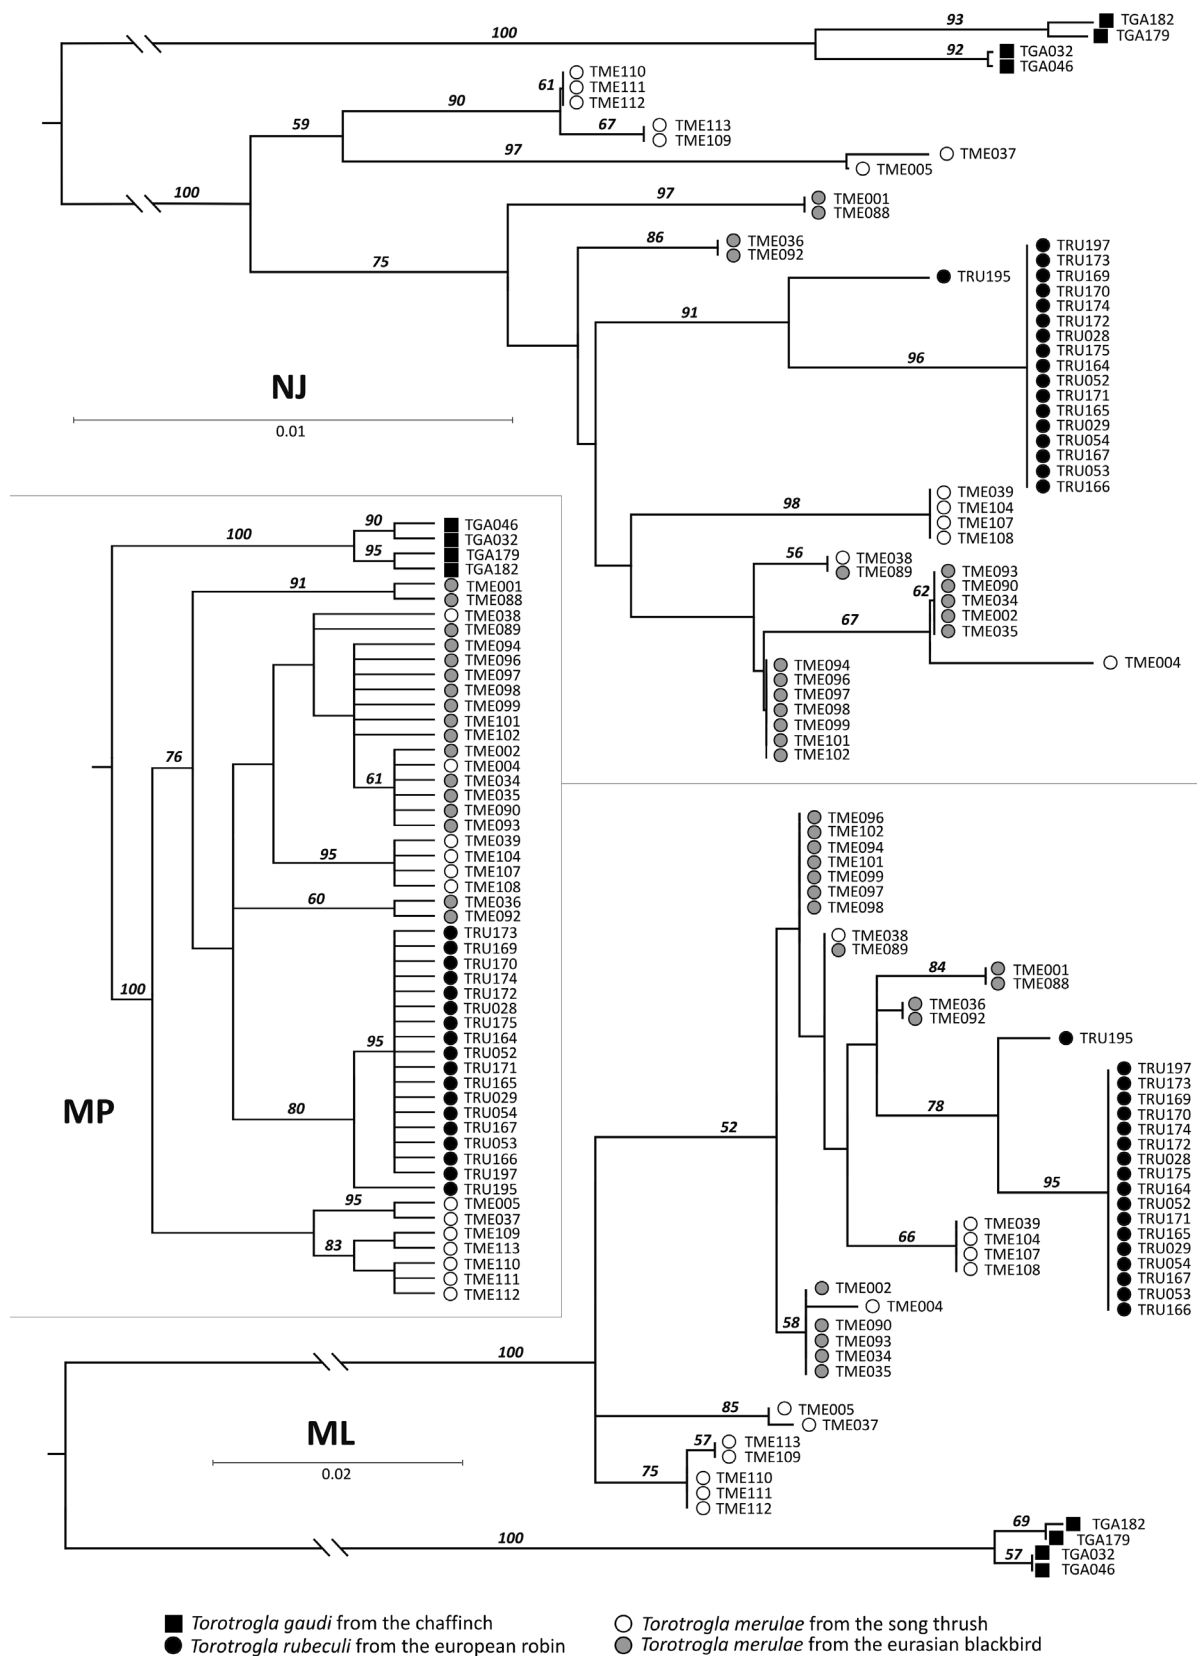 93
TGA182
100
TGA179
92
TGA032
TGA046
TME110
61
TME111
90
TME112
59
67
TME113
TME109
97
TME037
TME005
100
97
TME001
TME088
86
TME036
TME092
75
TRU195
91
96
TRU197
TRU173
TRU169
TRU170
TRU174
TRU172
TRU028
TRU175
TRU164
TRU052
TRU171
TRU165
TRU029
TRU054
TRU167
TRU053
TRU166
NJ
0.01
98
TME039
TME104
TME107
TME108
56
TME038
TME089
62
TME093
TME090
TME034
TME002
TME035
67
TME004
TME094
TME096
TME097
TME098
TME099
TME101
TME102
90
TGA046
100
TGA032
95
TGA179
TGA182
91
TME001
TME088
TME038
TME089
TME094
TME096
TME097
TME098
TME099
TME101
TME102
76
TME002
TME004
61
TME034
TME035
TME090
TME093
TME039
95
TME104
TME107
TME108
60
TME036
TME092
TRU173
TRU169
TRU170
TRU174
100
TRU172
TRU028
TRU175
95
TRU164
TRU052
TRU171
TRU165
TRU029
MP
80
TRU054
TRU167
TRU053
TRU166
TRU197
TRU195
95
TME005
TME037
TME109
83
TME113
TME110
TME111
TME112
TME096
TME102
TME094
TME101
TME099
TME097
TME098
TME038
TME089
84
TME001
TME088
TME036
TME092
TRU195
78
95
TRU197
TRU173
TRU169
TRU170
TRU174
TRU172
TRU028
TRU175
TRU164
TRU052
TRU171
TRU165
TRU029
TRU054
TRU167
TRU053
TRU166
52
66
TME039
TME104
TME107
TME108
TME002
TME004
58
TME090
TME093
TME034
TME035
100
85
TME005
TME037
ML
0.02
57
TME113
TME109
75
TME110
TME111
TME112
100
69
TGA182
TGA179
57
TGA032
TGA046
Torotrogla gaudi from the chaffinch
Torotrogla rubeculi from the european robin
Torotrogla merulae from the song thrush
Torotrogla merulae from the eurasian blackbird